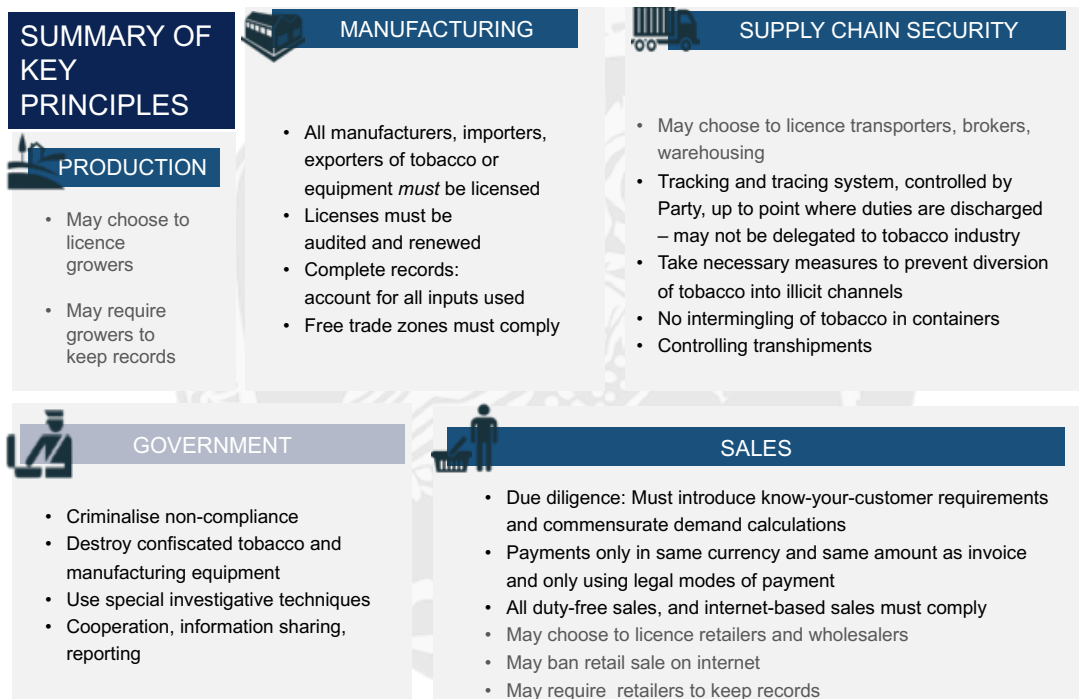 SUMMARY OF
KEY
PRINCIPLES
PRODUCTION
• May choose to
licence
growers
• May require
growers to
keep records
MANUFACTURING
• All manufacturers, importers,
exporters of tobacco or
equipment must be licensed
• Licenses must be
audited and renewed
• Complete records:
account for all inputs used
• Free trade zones must comply
SUPPLY CHAIN SECURITY
• May choose to licence transporters, brokers,
warehousing
• Tracking and tracing system, controlled by
Party, up to point where duties are discharged
– may not be delegated to tobacco industry
• Take necessary measures to prevent diversion
of tobacco into illicit channels
• No intermingling of tobacco in containers
• Controlling transhipments
GOVERNMENT
• Criminalise non-compliance
• Destroy confiscated tobacco and
manufacturing equipment
• Use special investigative techniques
• Cooperation, information sharing,
reporting
SALES
• Due diligence: Must introduce know-your-customer requirements
and commensurate demand calculations
• Payments only in same currency and same amount as invoice
and only using legal modes of payment
• All duty-free sales, and internet-based sales must comply
• May choose to licence retailers and wholesalers
• May ban retail sale on internet
• May require retailers to keep records